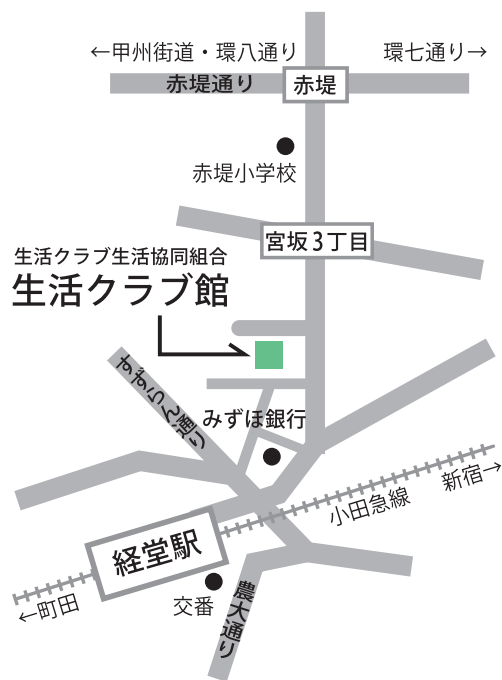 ←甲州街道・環八通り
環七通り→
赤堤通り
赤堤
赤堤小学校
宮坂3丁目
生活クラブ生活協同組合
生活クラブ館
すずらん通り
みずほ銀行
新宿→
小田急線
経堂駅
←町田
交番
農大通り